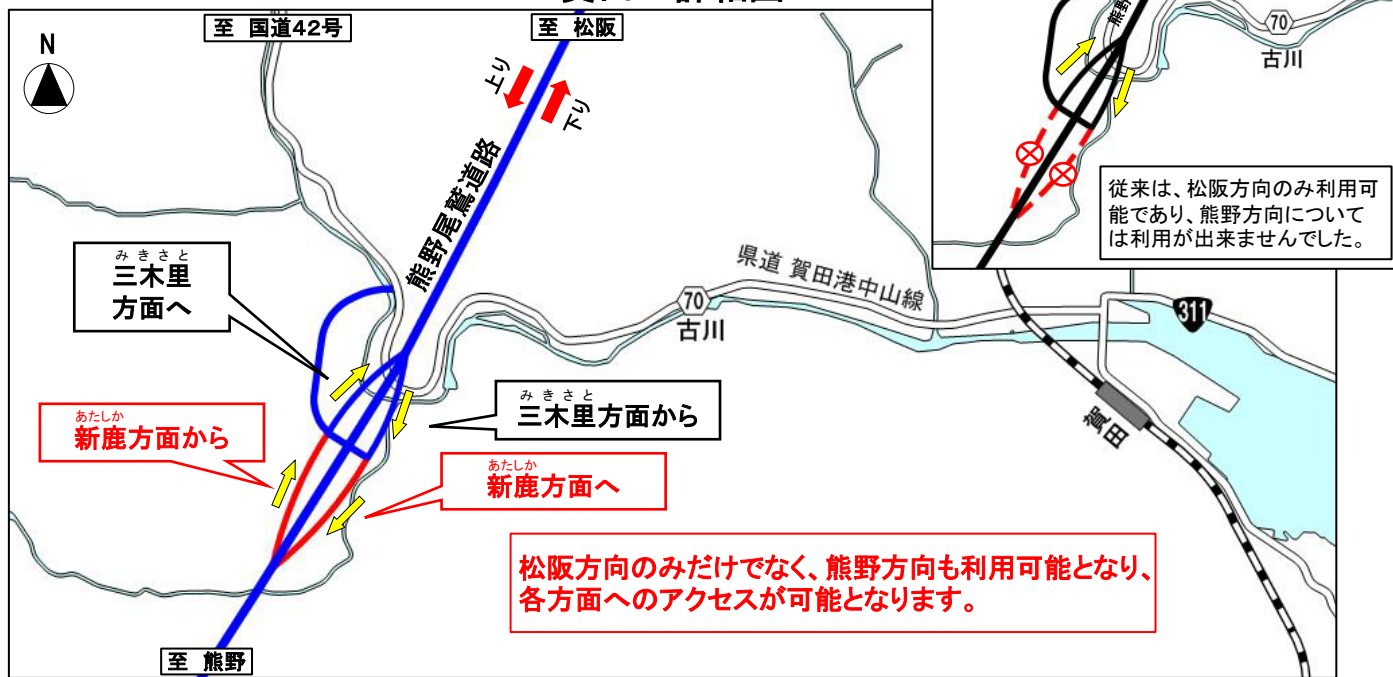 至 国道42号
至 松阪
N
上り
下り
熊野尾鷲道路
熊野
70
古川
従来は、松阪方向のみ利用可
能であり、熊野方向について
は利用が出来ませんでした。
みきさと
三木里
方面へ
県道 賀田港中山線
70
古川
311
賀田
みきさと
三木里方面から
あたしか
新鹿方面から
あたしか
新鹿方面へ
松阪方向のみだけでなく、熊野方向も利用可能となり、
各方面へのアクセスが可能となります。
至 熊野